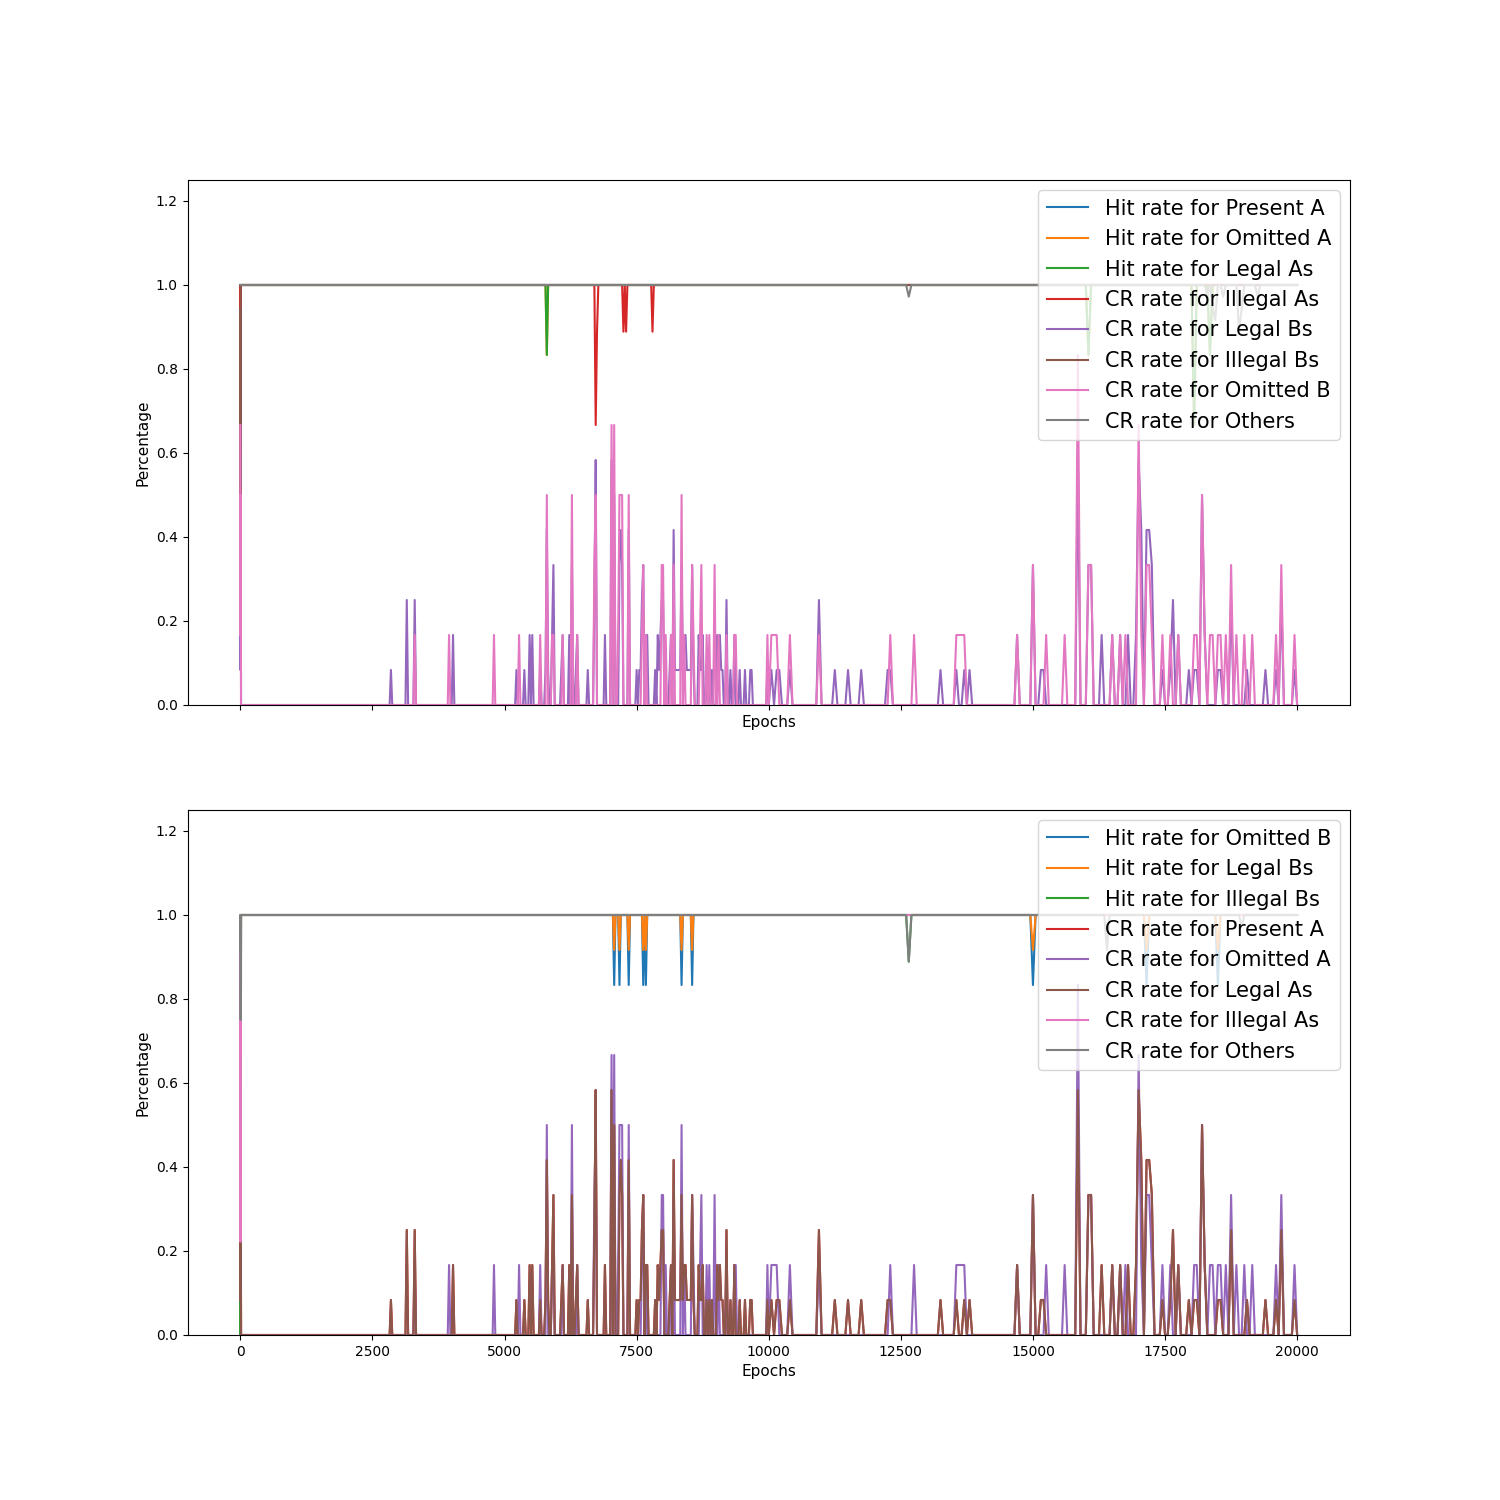 1.2
1.0
0.8
0.6
0.4
0.2
0.0
Percentage
Epochs
Hit rate for Present A
Hit rate for Omitted A
Hit rate for Legal As
CR rate for Illegal As
CR rate for Legal Bs
CR rate for Illegal Bs
CR rate for Omitted B
CR rate for Others
1.2
1.0
0.8
0.6
0.4
0.2
0.0
Percentage
Hit rate for Omitted B
Hit rate for Legal Bs
Hit rate for Illegal Bs
CR rate for Present A
CR rate for Omitted A
CR rate for Legal As
CR rate for Illegal As
CR rate for Others
0 2500 5000 7500 10000 12500 15000 17500 20000
Epochs